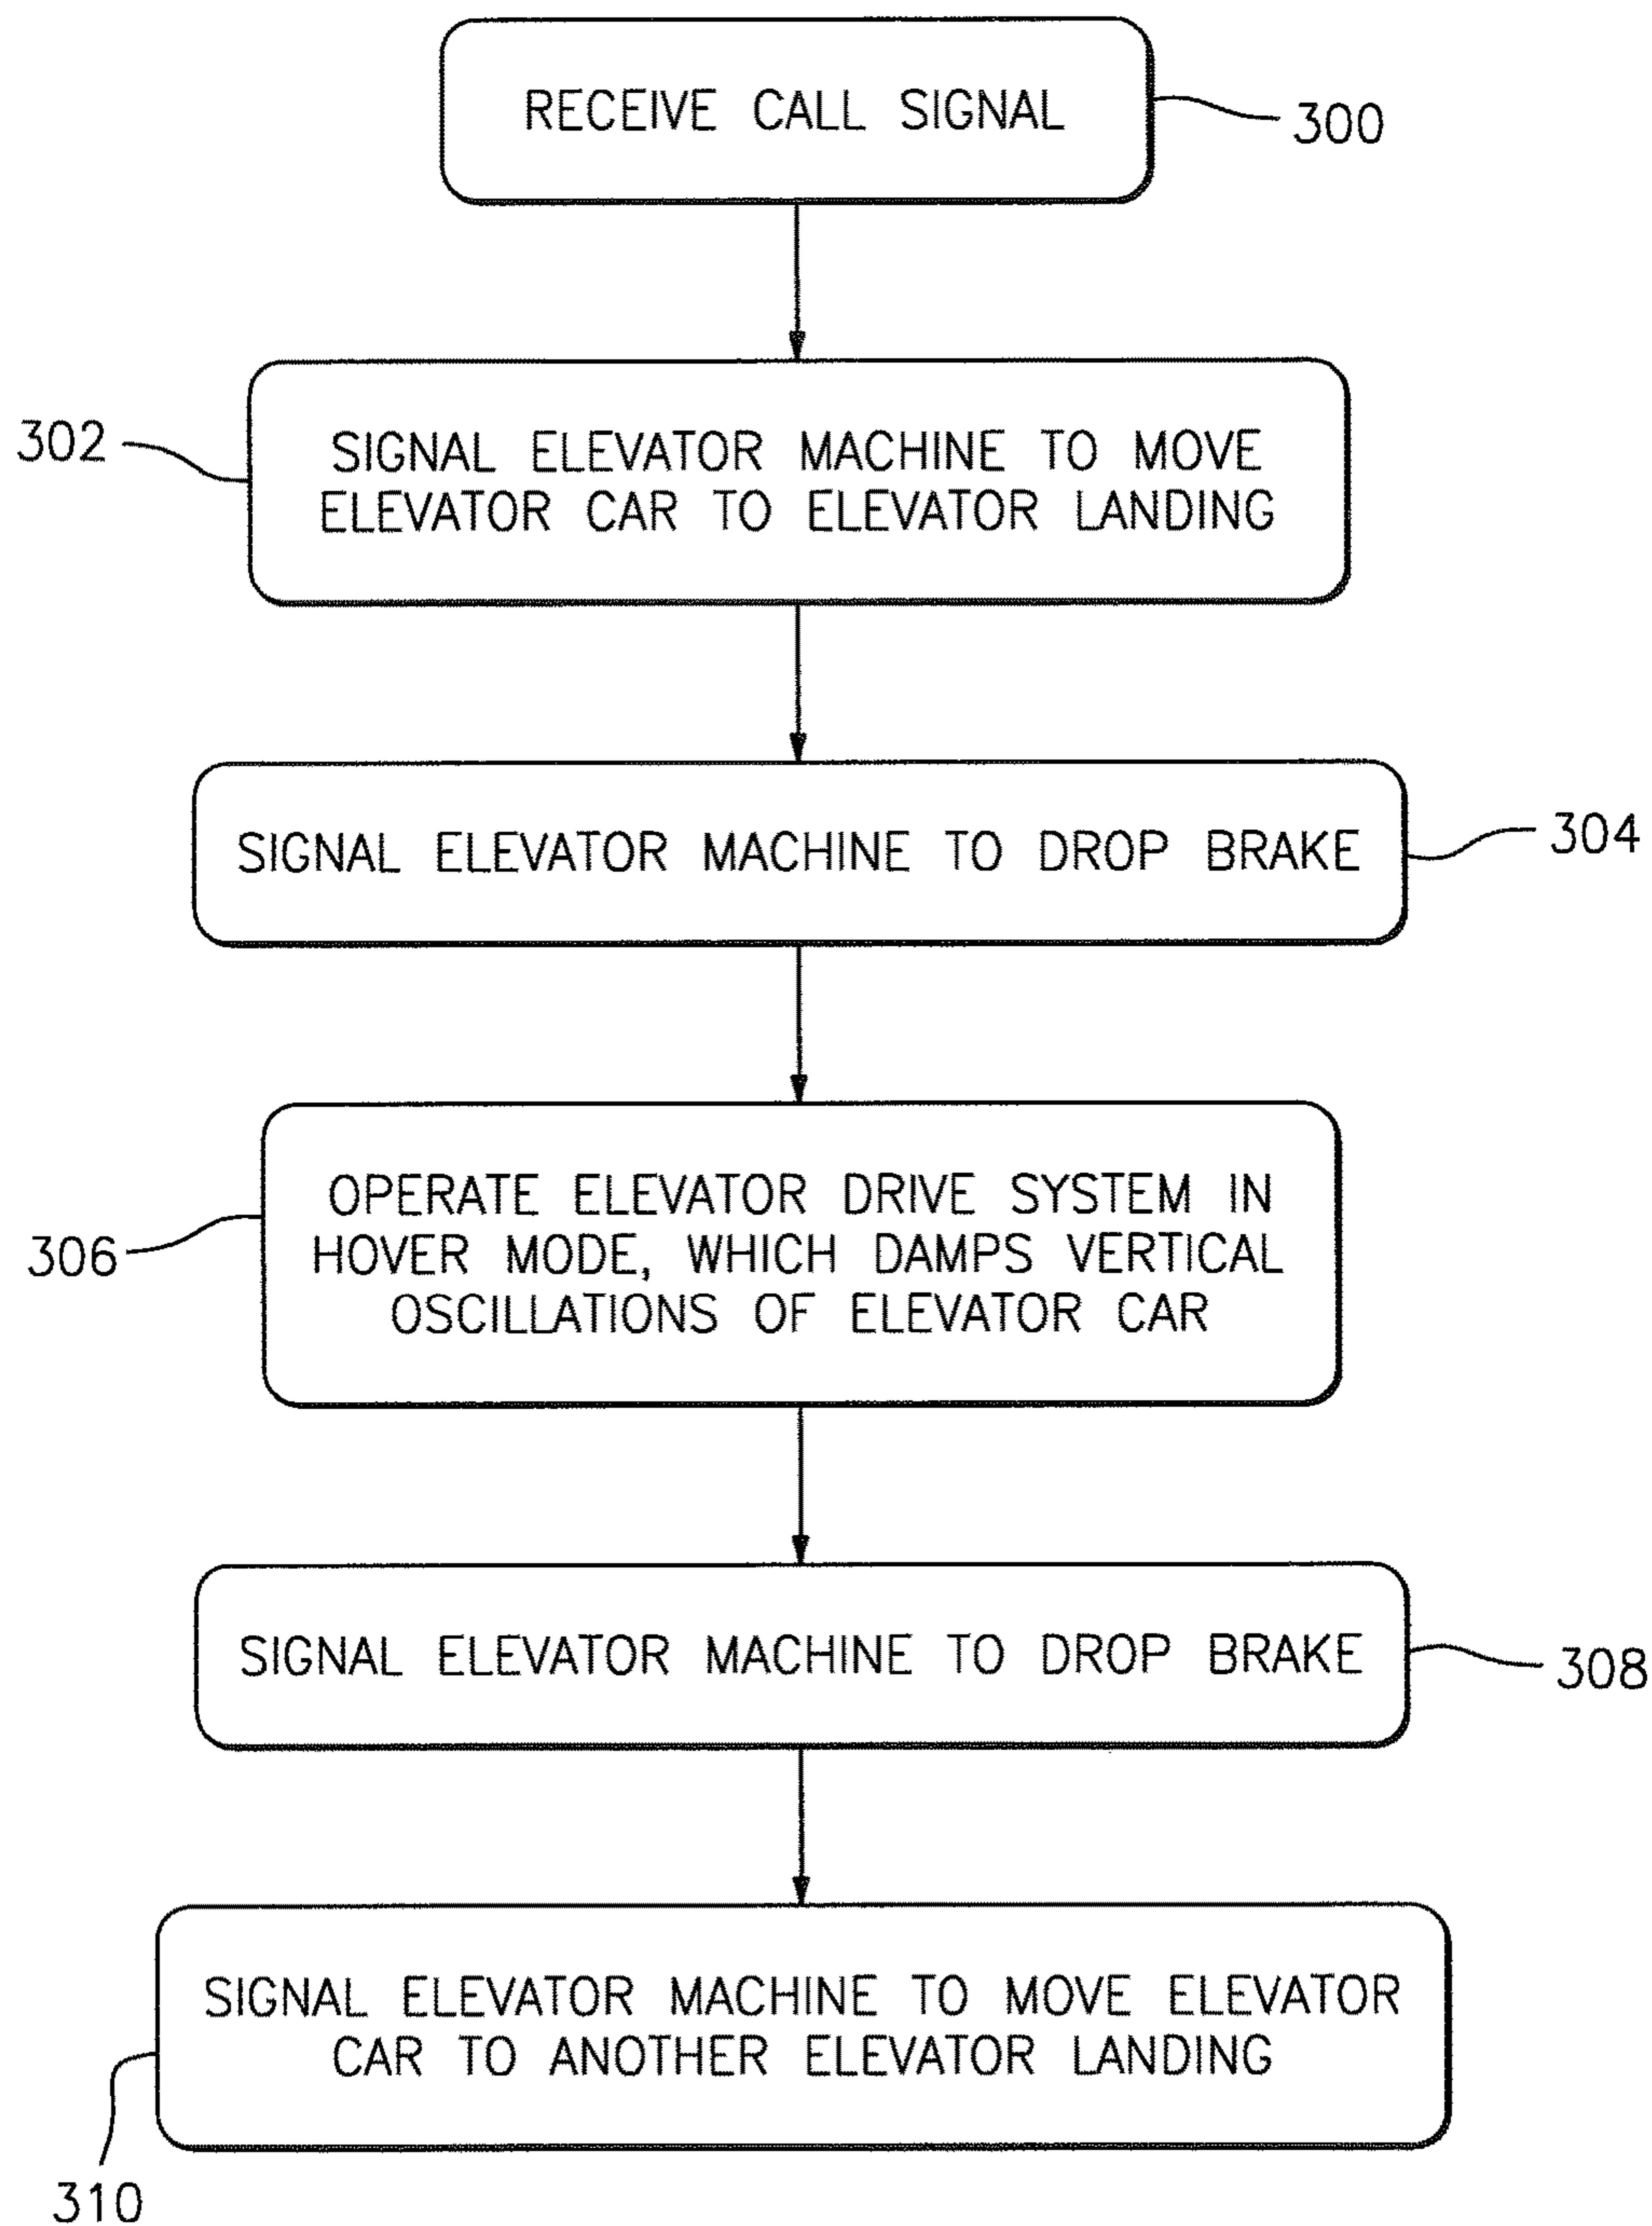 RECEIVE CALL SIGNAL
300
302
SIGNAL ELEVATOR MACHINE TO MOVE
ELEVATOR CAR TO ELEVATOR LANDING
SIGNAL ELEVATOR MACHINE TO DROP BRAKE
304
OPERATE ELEVATOR DRIVE SYSTEM IN
HOVER MODE, WHICH DAMPS VERTICAL
OSCILLATIONS OF ELEVATOR CAR
306
SIGNAL ELEVATOR MACHINE TO DROP BRAKE
308
SIGNAL ELEVATOR MACHINE TO MOVE ELEVATOR
CAR TO ANOTHER ELEVATOR LANDING
310